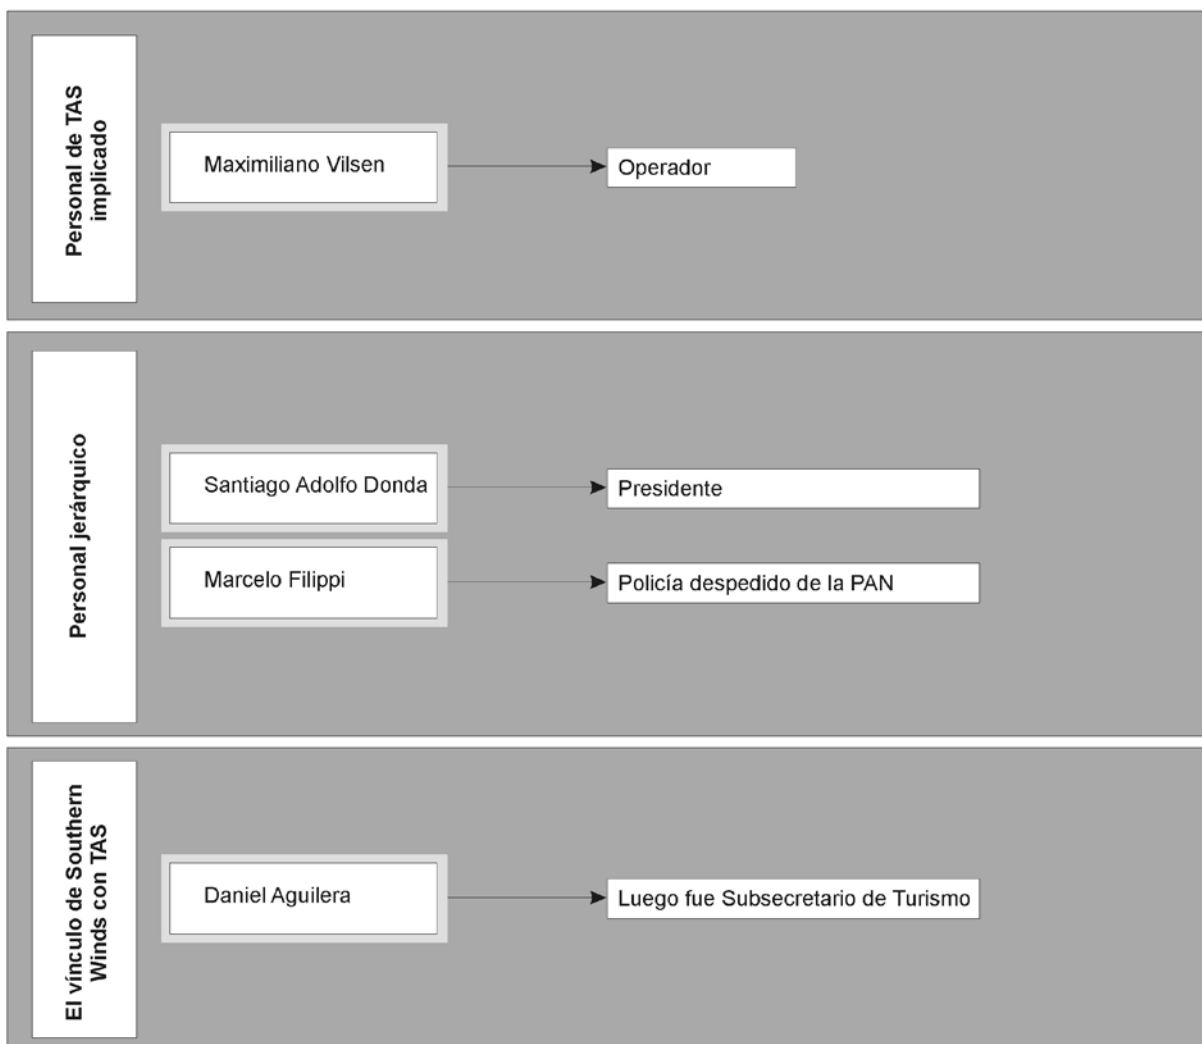 Personal de TAS
implicado
Maximiliano Vilsen
Operador
Personal jerárquico
Santiago Adolfo Donda
Presidente
Marcelo Filippi
Policía despedido de la PAN
El vínculo de Southern
Winds con TAS
Daniel Aguilera
Luego fue Subsecretario de Turismo